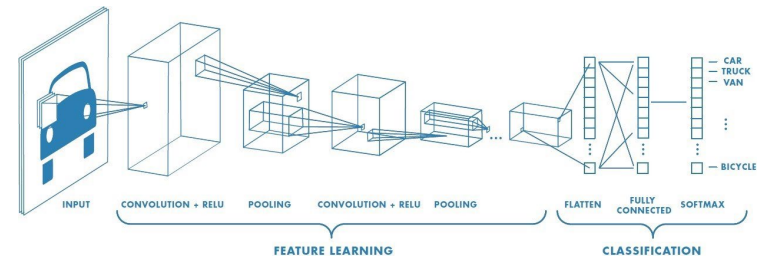 CAR
TRUCK
VAN
BICYCLE
INPUT
CONVOLUTION + RELU
POOLING
CONVOLUTION + RELU
POOLING
FLATTEN
FULLY
CONNECTED
SOFTMAX
FEATURE LEARNING
CLASSIFICATION